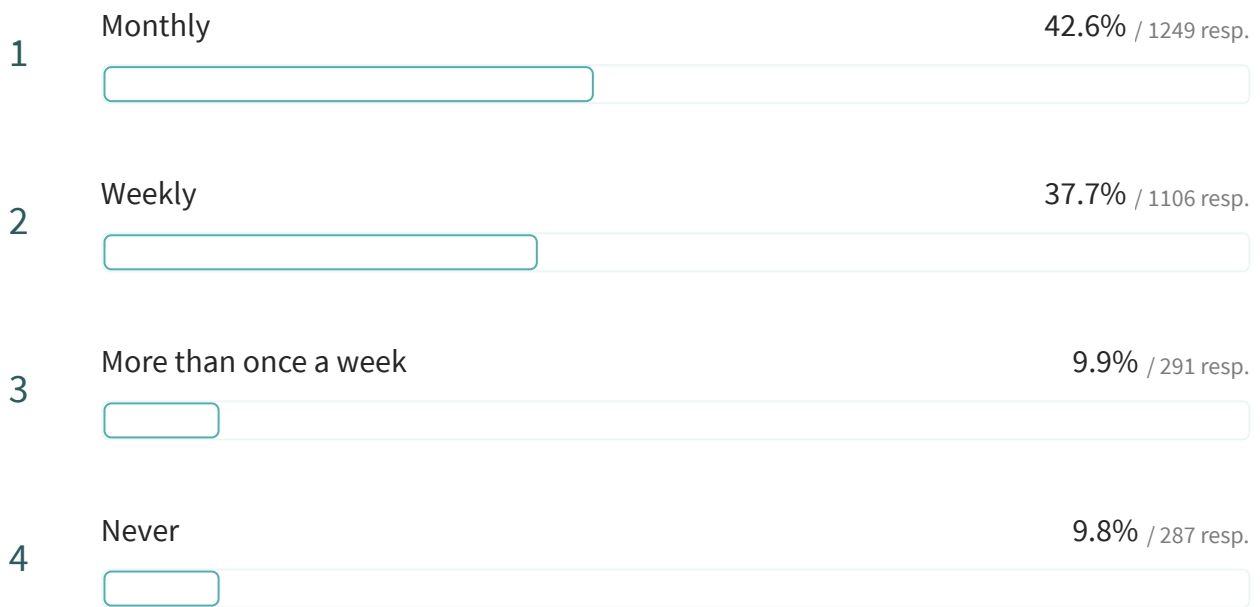 1
Monthly
42.6% / 1249 resp.
2
Weekly
37.7% / 1106 resp.
3
More than once a week
9.9% / 291 resp.
4
Never
9.8% / 287 resp.